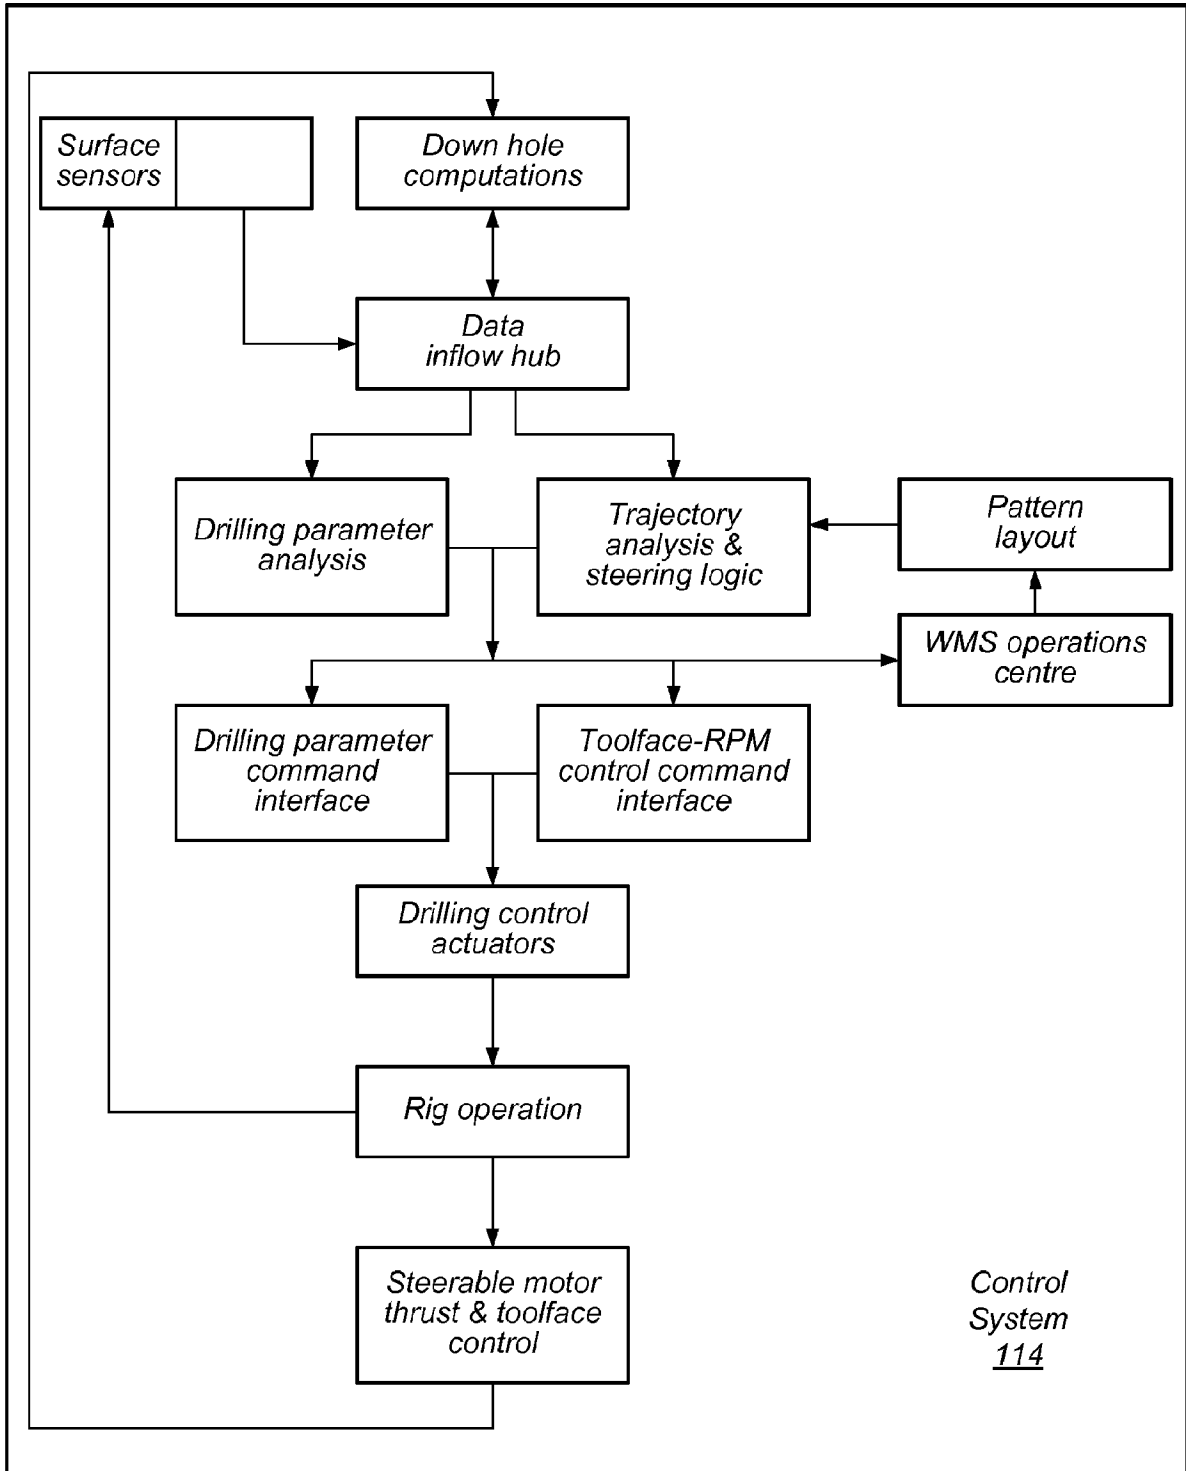 Surface
sensors
Down hole
computations
Data
inflow hub
Drilling parameter
analysis
Trajectory
analysis &
steering logic
Pattern
layout
WMS operations
centre
Drilling parameter
command
interface
Toolface-RPM
control command
interface
Drilling control
actuators
Rig operation
Steerable motor
thrust & toolface
control
Control
System
114